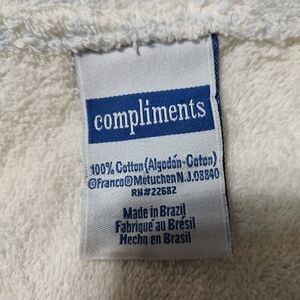 compliments
100% Cotton (Algodón-Coton)
©Franco® Metuchen N.J. 08840
RN#22682
Made in Brazil
Fabriqué au Brésil
Hecho en Brasil